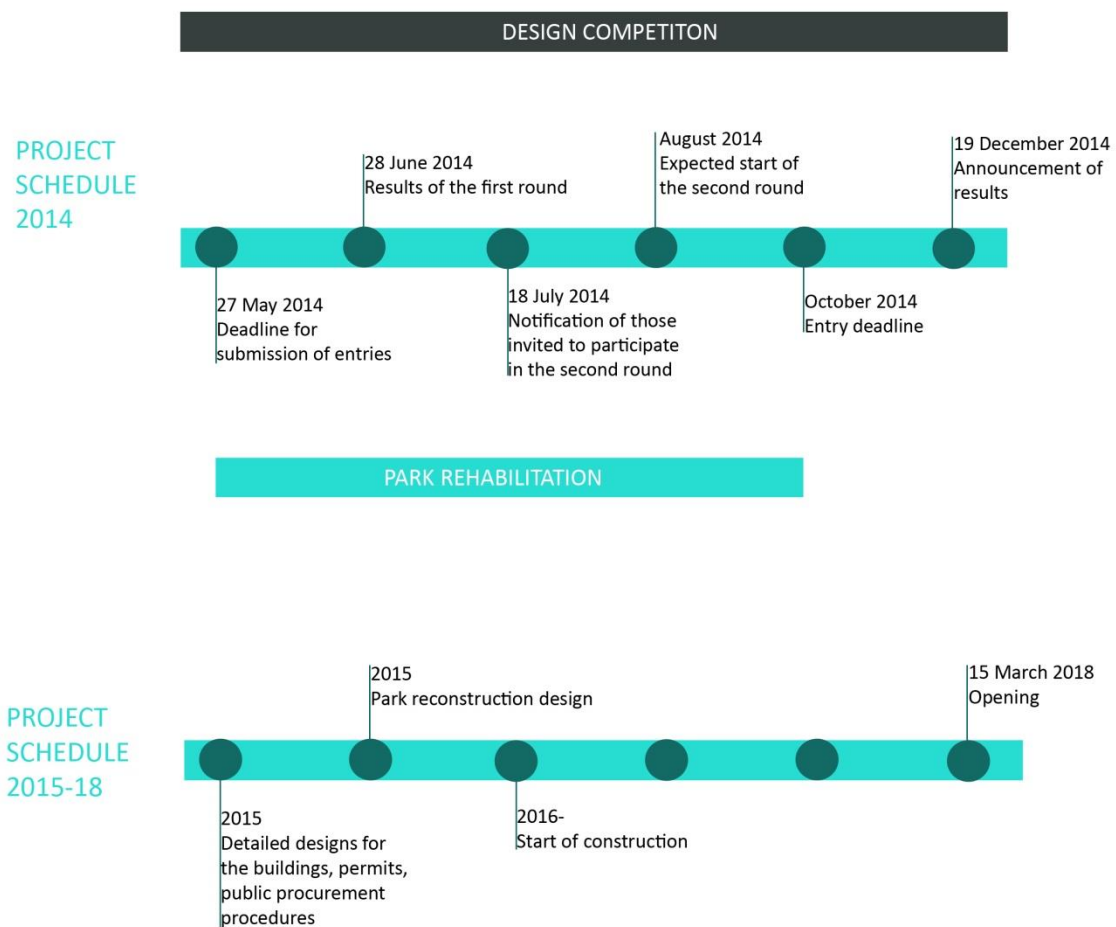 DESIGN COMPETITON
PROJECT
SCHEDULE
2014
28 June 2014
Results of the first round
August 2014
Expected start of
the second round
19 December 2014
Announcement of
results
27 May 2014
Deadline for
submission of entries
18 July 2014
Notification of those
invited to participate
in the second round
October 2014
Entry deadline
PARK REHABILITATION
PROJECT
SCHEDULE
2015-18
2015
Park reconstruction design
15 March 2018
Opening
2015
Detailed designs for
the buildings, permits,
public procurement
procedures
2016-
Start of construction